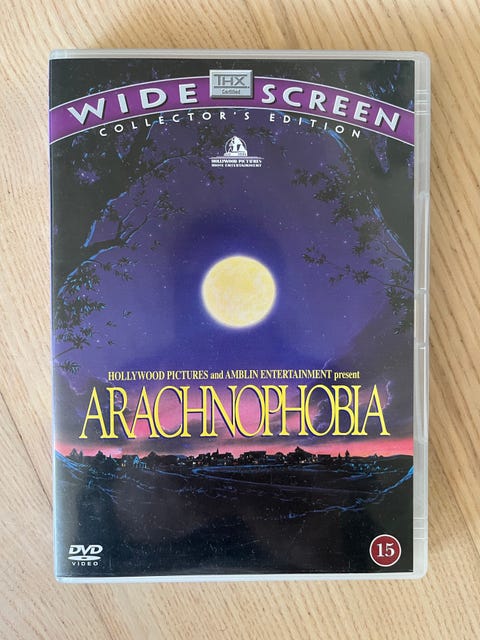 THX
Certified
WIDE SCREEN
COLLECTOR'S EDITION
HOLLYWOOD PICTURES
HOME ENTERTAINMENT
HOLLYWOOD PICTURES and AMBLIN ENTERTAINMENT present
ARACHNOPHOBIA
DVD
VIDEO
15